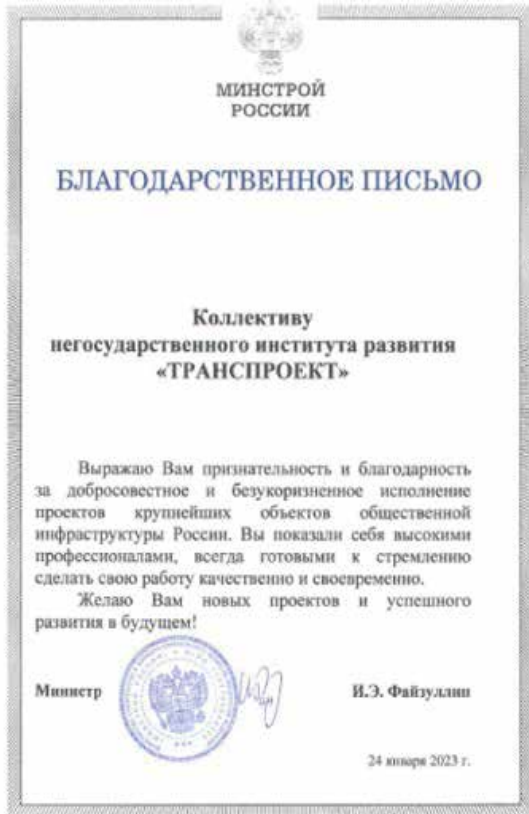 МИНСТРОЙ
РОССИИ
БЛАГОДАРСТВЕННОЕ ПИСЬМО
Коллективу
негосударственного института развития
«ТРАНСПРОЕКТ»
Выражаю Вам признательность и благодарность
за добросовестное и безукоризненное исполнение
проектов крупнейших объектов общественной
инфраструктуры России. Вы показали себя высокими
профессионалами, всегда готовыми к стремлению
сделать свою работу качественно и своевременно.
Желаю Вам новых проектов и успешного
развития в будущем!
Министр
И.Э. Файзуллин
24 января 2023 г.